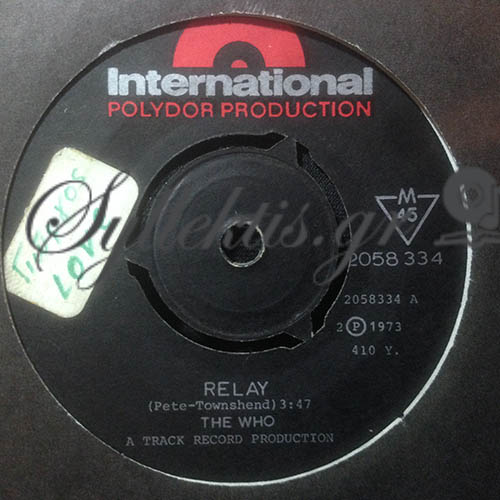 International
POLYDOR PRODUCTION
Syllektis.gr
LOVE
M
45
2058 334
2058334 A
2 Ⓟ 1973
410 Y.
RELAY
(Pete-Townshend) 3:47
THE WHO
A TRACK RECORD PRODUCTION